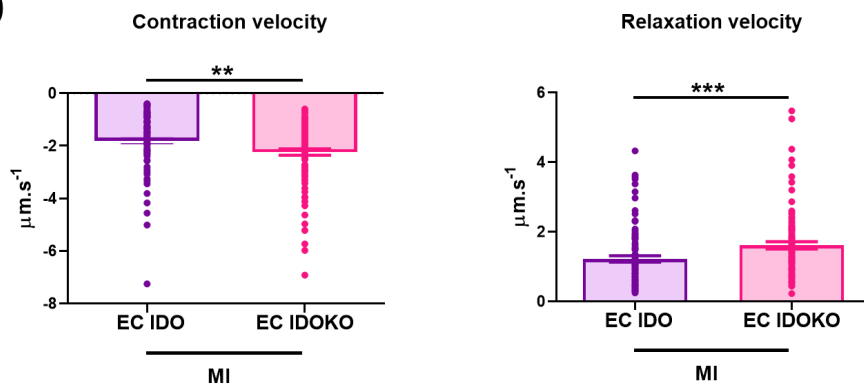 )
Contraction velocity
**
0
-2
-4
-6
-8
μm.s-1
EC IDO EC IDOKO
MI
Relaxation velocity
***
6
4
2
0
μm.s-1
EC IDO EC IDOKO
MI